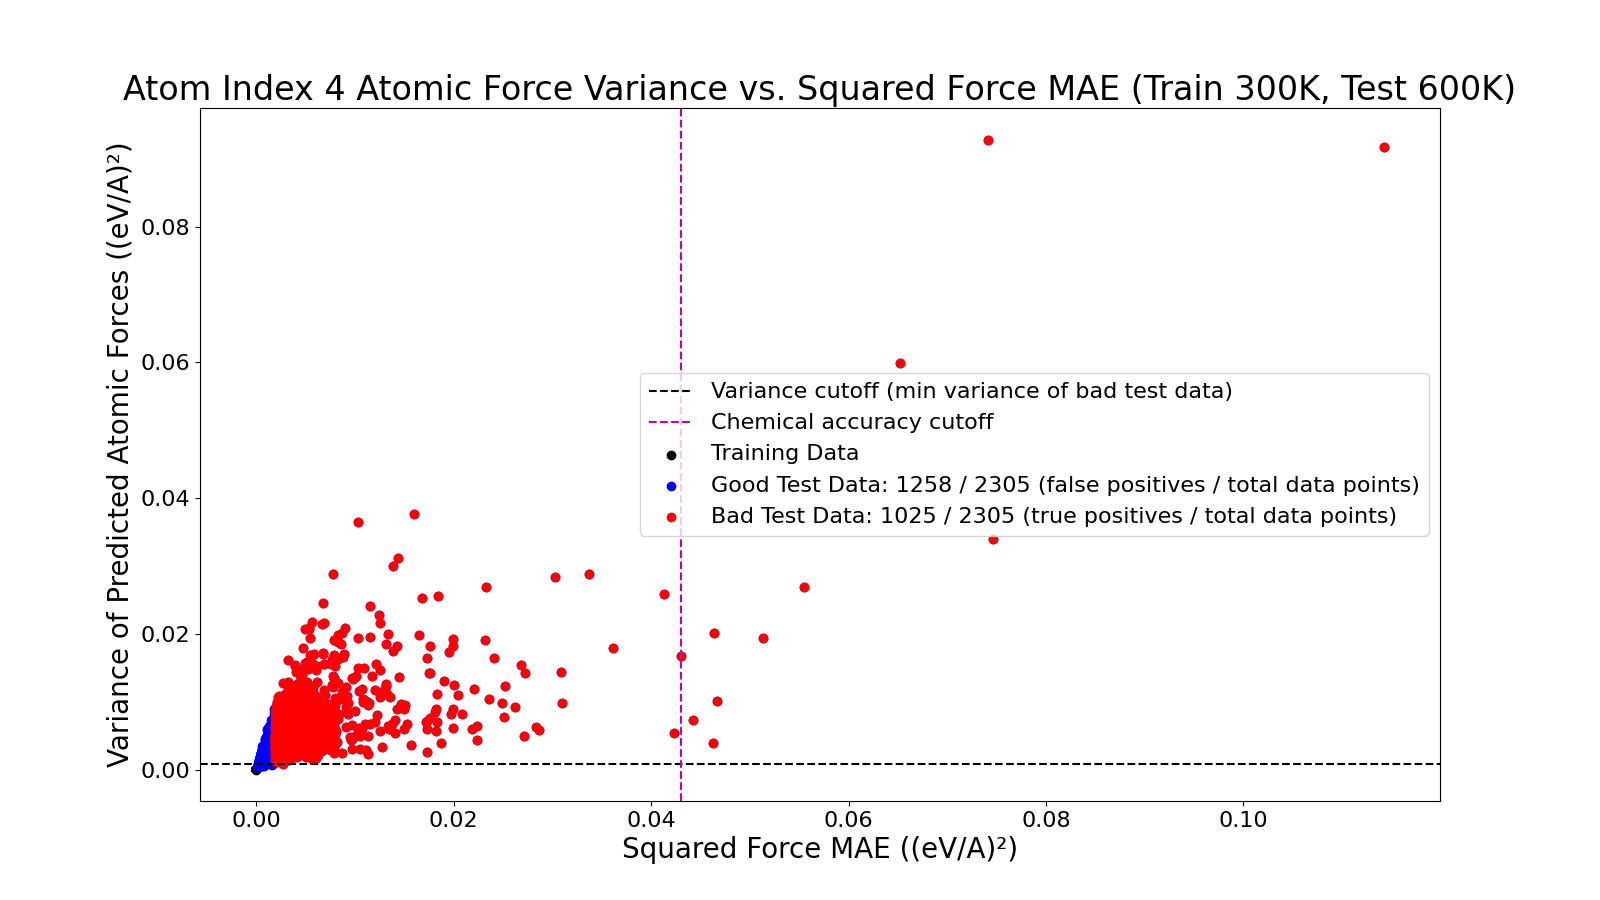 Atom Index 4 Atomic Force Variance vs. Squared Force MAE (Train 300K, Test 600K)
Variance of Predicted Atomic Forces ((eV/A)²)
0.08
0.06
0.04
0.02
0.00
Variance cutoff (min variance of bad test data)
Chemical accuracy cutoff
Training Data
Good Test Data: 1258 / 2305 (false positives / total data points)
Bad Test Data: 1025 / 2305 (true positives / total data points)
0.00 0.02 0.04 0.06 0.08 0.10
Squared Force MAE ((eV/A)²)